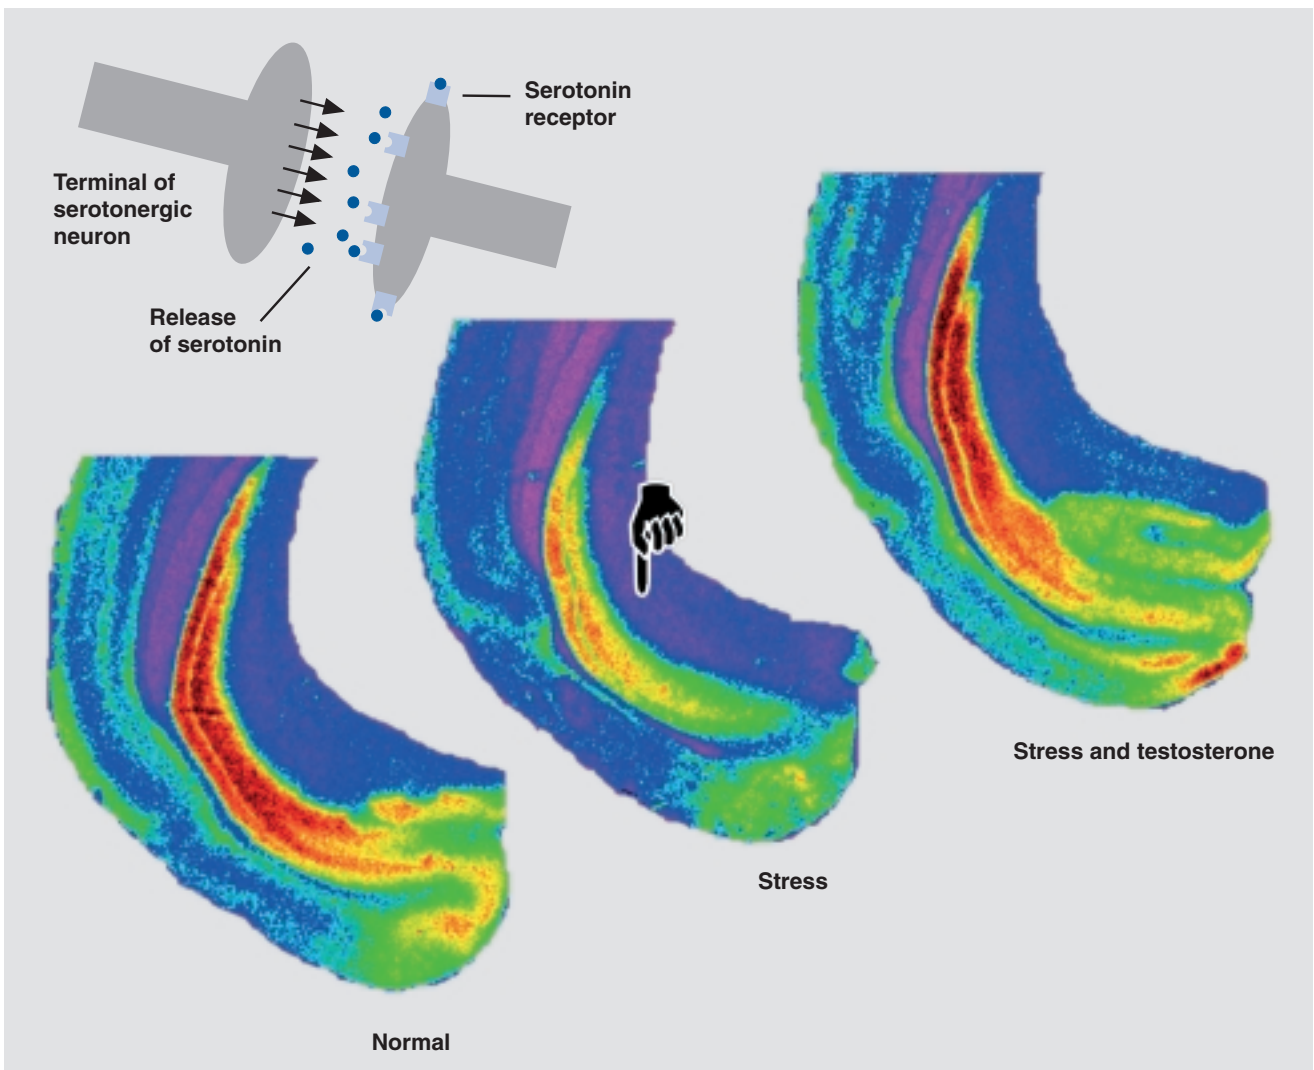 Serotonin
receptor
Terminal of
serotonergic
neuron
Release
of serotonin
Stress and testosterone
Stress
Normal